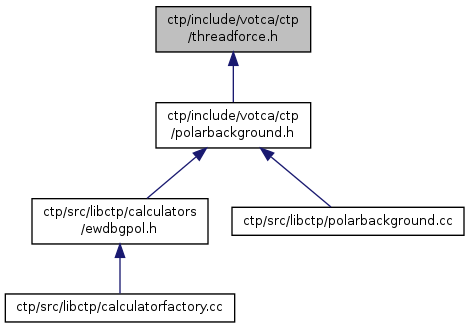 ctp/include/votca/ctp
/threadforce.h
ctp/include/votca/ctp
/polarbackground.h
ctp/src/libctp/calculators
/ewdbgpol.h
ctp/src/libctp/polarbackground.cc
ctp/src/libctp/calculatorfactory.cc